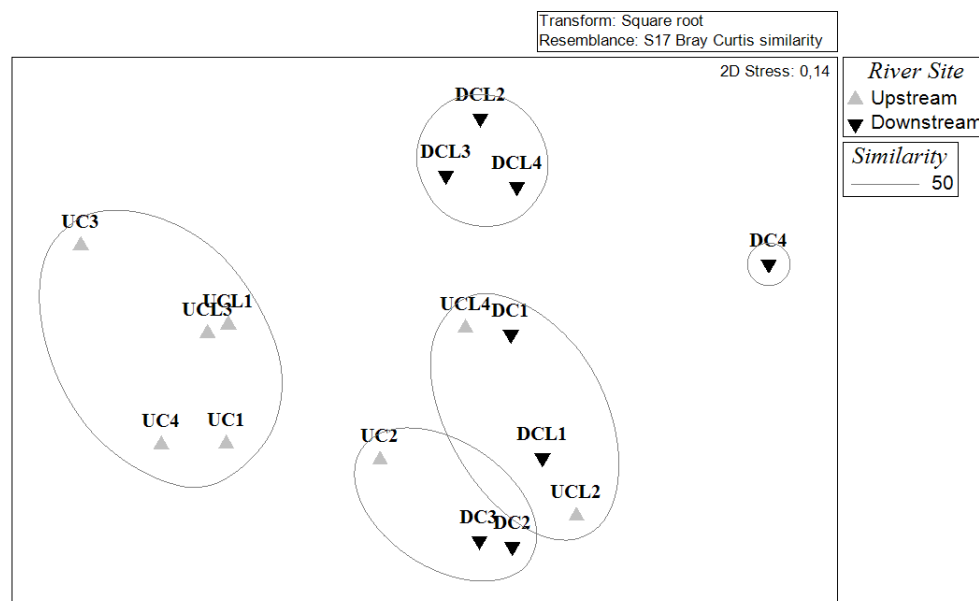 Transform: Square root
Resemblance: S17 Bray Curtis similarity
2D Stress: 0,14
River Site
Upstream
Downstream
Similarity
50
DCL2
DCL3
DCL4
UC3
DC4
UCL1
UCL3
UCL4
DC1
UC4
UC1
UC2
DCL1
UCL2
DC3
DC2